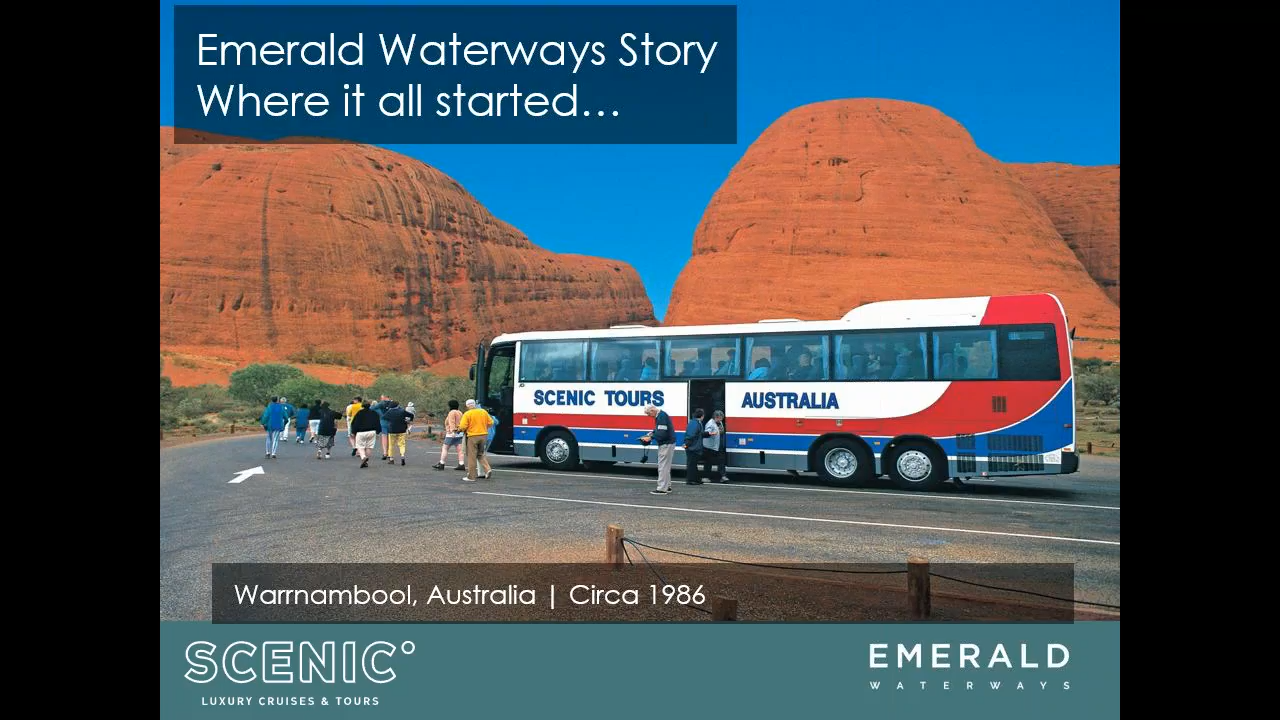 Emerald Waterways Story
Where it all started…
SCENIC TOURS AUSTRALIA
Warrnambool, Australia | Circa 1986
SCENIC°
LUXURY CRUISES & TOURS
EMERALD
WATERWAYS